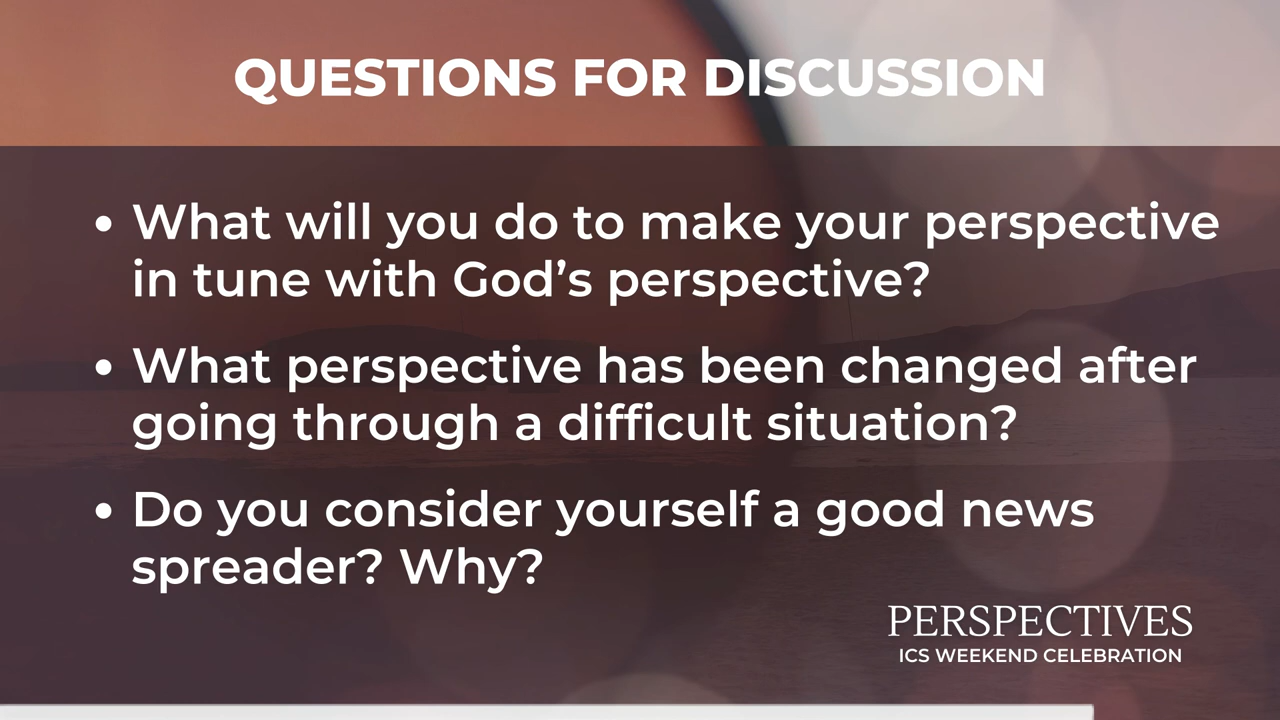 QUESTIONS FOR DISCUSSION
• What will you do to make your perspective
in tune with God’s perspective?
• What perspective has been changed after
going through a difficult situation?
• Do you consider yourself a good news
spreader? Why?
PERSPECTIVES
ICS WEEKEND CELEBRATION